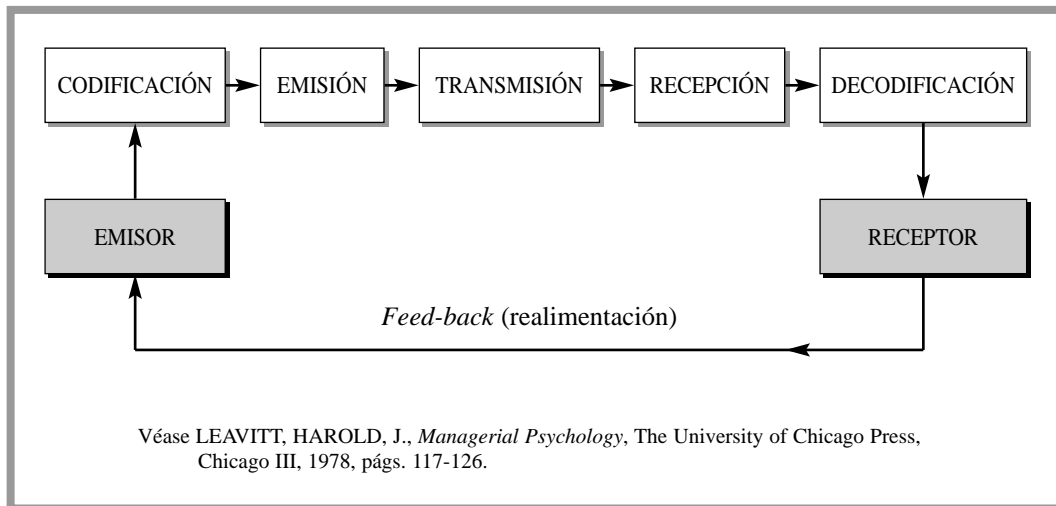 CODIFICACIÓN
EMISIÓN
TRANSMISIÓN
RECEPCIÓN
DECODIFICACIÓN
EMISOR
RECEPTOR
Feed-back (realimentación)
Véase LEAVITT, HAROLD, J., Managerial Psychology, The University of Chicago Press,
Chicago III, 1978, págs. 117-126.